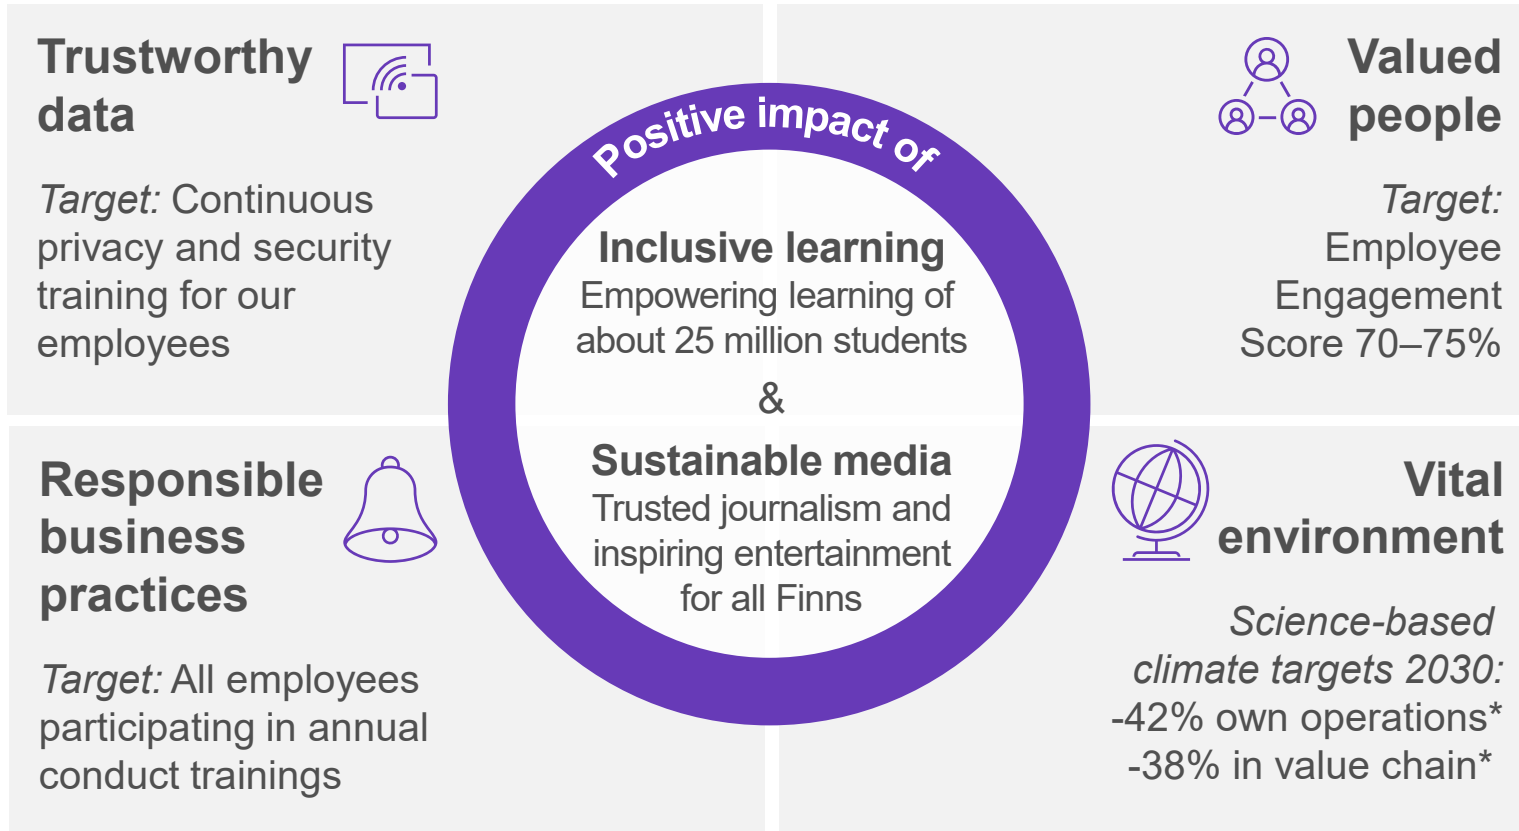 Trustworthy
data
Target: Continuous
privacy and security
training for our
employees
Valued
people
Target:
Employee
Engagement
Score 70–75%
Positive impact of
Inclusive learning
Empowering learning of
about 25 million students
&
Sustainable media
Trusted journalism and
inspiring entertainment
for all Finns
Responsible
business
practices
Target: All employees
participating in annual
conduct trainings
Vital
environment
Science-based
climate targets 2030:
-42% own operations*
-38% in value chain*